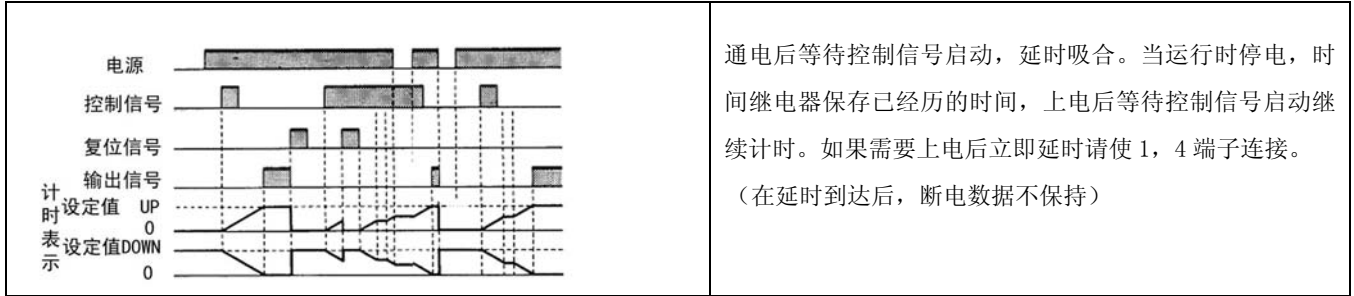 电源
控制信号
复位信号
输出信号
计时表示
设定值 UP
0
设定值DOWN
0
通电后等待控制信号启动，延时吸合。当运行时停电，时
间继电器保存已经历的时间，上电后等待控制信号启动继
续计时。如果需要上电后立即延时请使 1，4 端子连接。
（在延时到达后，断电数据不保持）